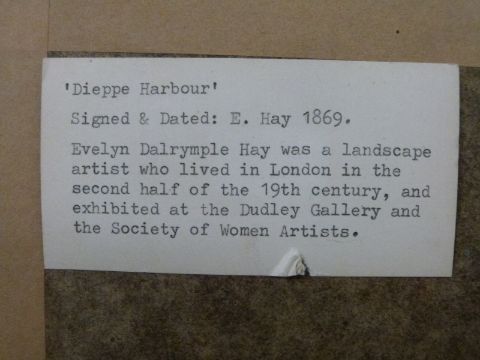 'Dieppe Harbour'
Signed & Dated: E. Hay 1869.
Evelyn Dalrymple Hay was a landscape
artist who lived in London in the
second half of the 19th century, and
exhibited at the Dudley Gallery and
the Society of Women Artists.